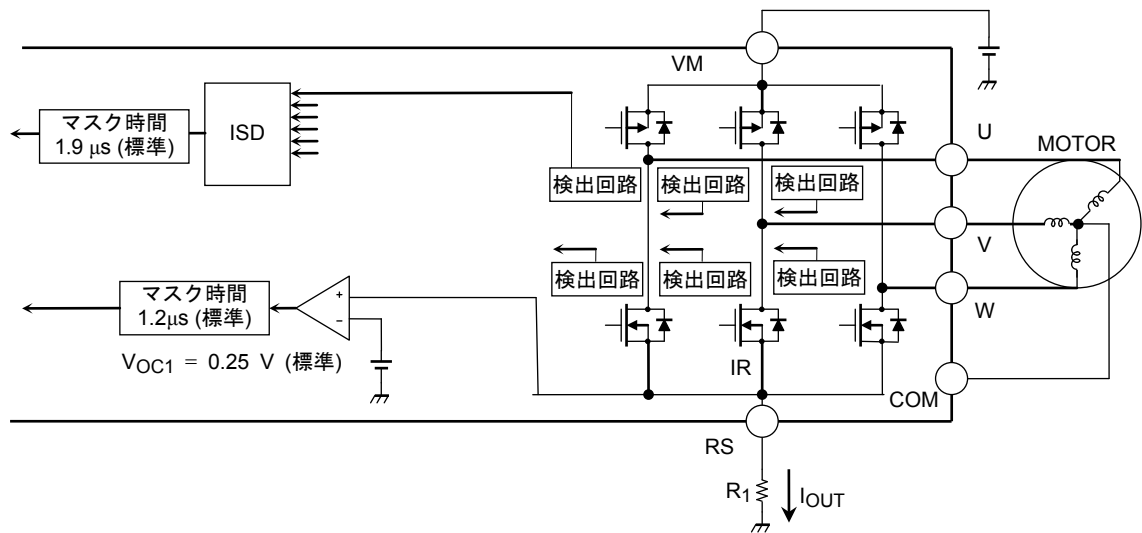 VM
U
マスク時間
1.9 μs (標準)
ISD
MOTOR
検出回路
検出回路
検出回路
V
検出回路
検出回路
検出回路
マスク時間
1.2μs (標準)
+
−
W
VOC1 = 0.25 V (標準)
IR
COM
RS
R1
IOUT